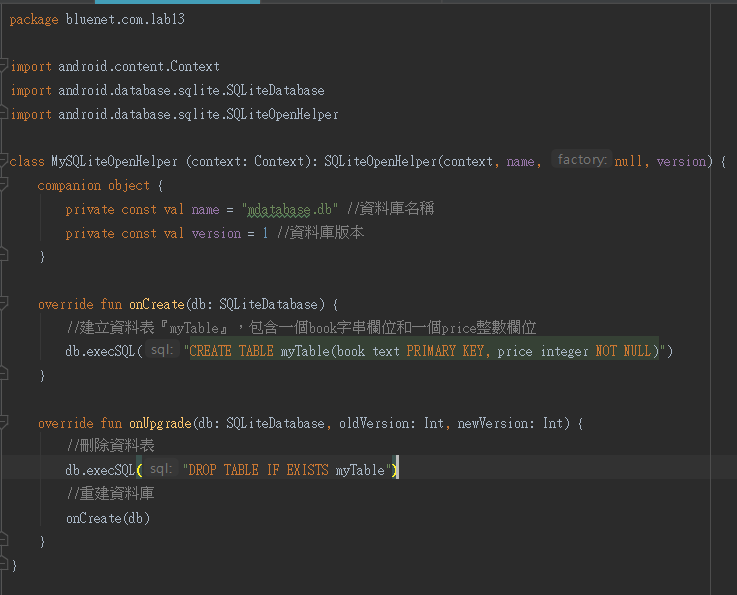 package bluenet.com.lab13
import android.content.Context
import android.database.sqlite.SQLiteDatabase
import android.database.sqlite.SQLiteOpenHelper
class MySQLiteOpenHelper (context: Context): SQLiteOpenHelper(context, name, factory: null, version) {
companion object {
private const val name = "mdatabase.db" //資料庫名稱
private const val version = 1 //資料庫版本
}
override fun onCreate(db: SQLiteDatabase) {
//建立資料表『myTable』，包含一個book字串欄位和一個price整數欄位
db.execSQL( sql: "CREATE TABLE myTable(book text PRIMARY KEY, price integer NOT NULL)")
}
override fun onUpgrade(db: SQLiteDatabase, oldVersion: Int, newVersion: Int) {
//刪除資料表
db.execSQL( sql: "DROP TABLE IF EXISTS myTable")
//重建資料庫
onCreate(db)
}
}